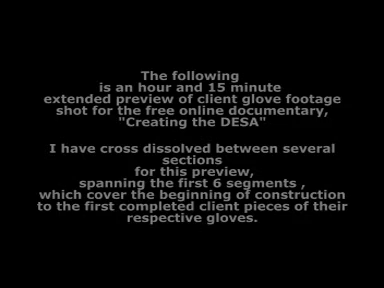 The following
is an hour and 15 minute
extended preview of client glove footage
shot for the free online documentary,
"Creating the DESA"
I have cross dissolved between several
sections
for this preview,
spanning the first 6 segments ,
which cover the beginning of construction
to the first completed client pieces of their
respective gloves.